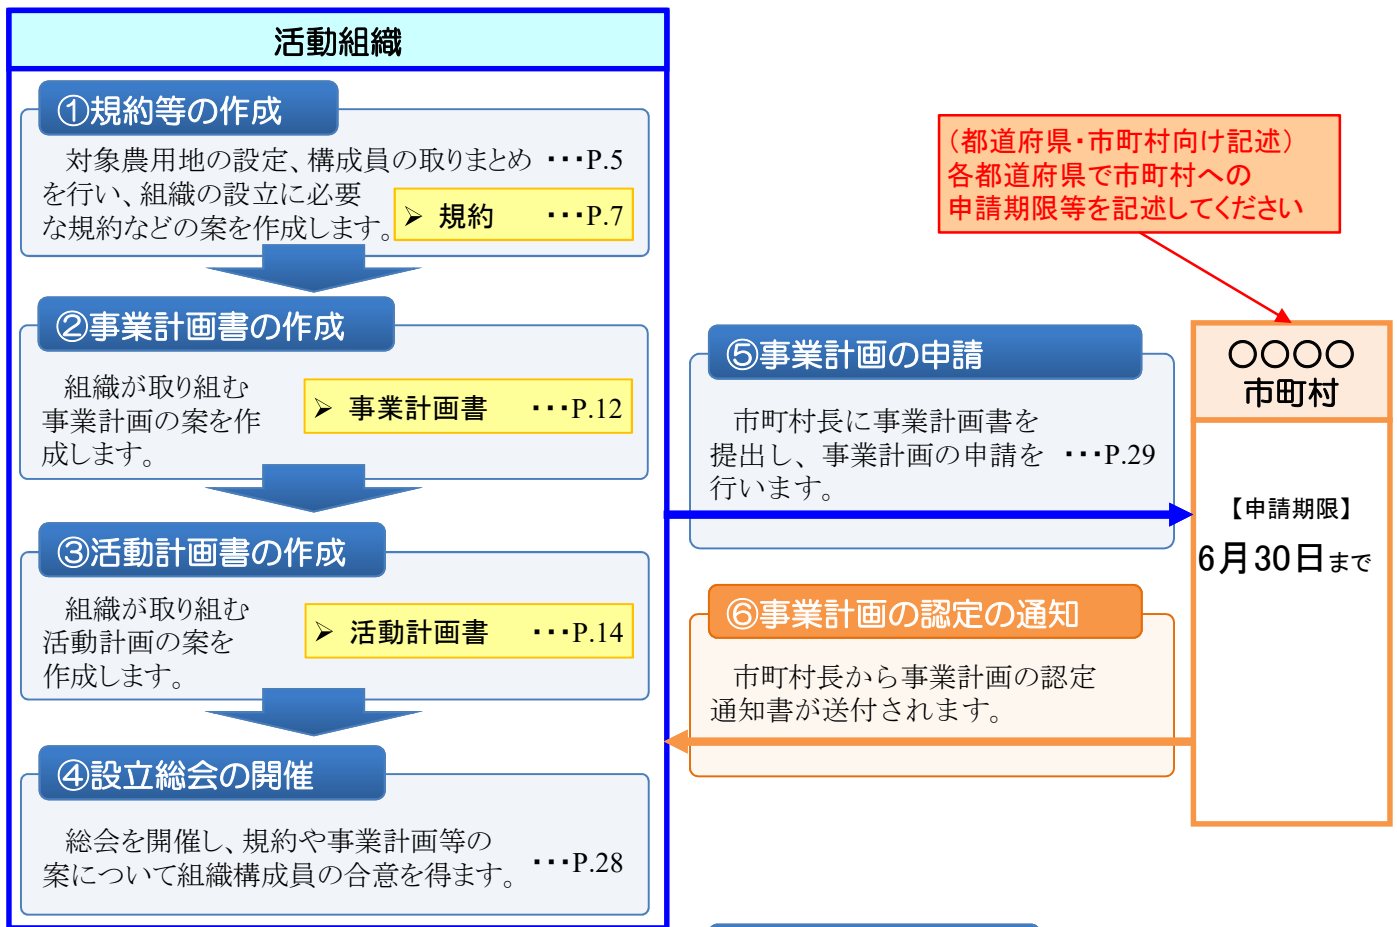 活動組織
①規約等の作成
対象農用地の設定、構成員の取りまとめ ・・・P.5
を行い、組織の設立に必要
な規約などの案を作成します。
➢ 規約 ・・・P.7
②事業計画書の作成
組織が取り組む
事業計画の案を作
成します。
➢ 事業計画書 ・・・P.12
③活動計画書の作成
組織が取り組む
活動計画の案を
作成します。
➢ 活動計画書 ・・・P.14
④設立総会の開催
総会を開催し、規約や事業計画等の
案について組織構成員の合意を得ます。 ・・・P.28
⑤事業計画の申請
市町村長に事業計画書を
提出し、事業計画の申請を ・・・P.29
行います。
⑥事業計画の認定の通知
市町村長から事業計画の認定
通知書が送付されます。
(都道府県・市町村向け記述)
各都道府県で市町村への
申請期限等を記述してください
○○○○
市町村
【申請期限】
6月30日まで